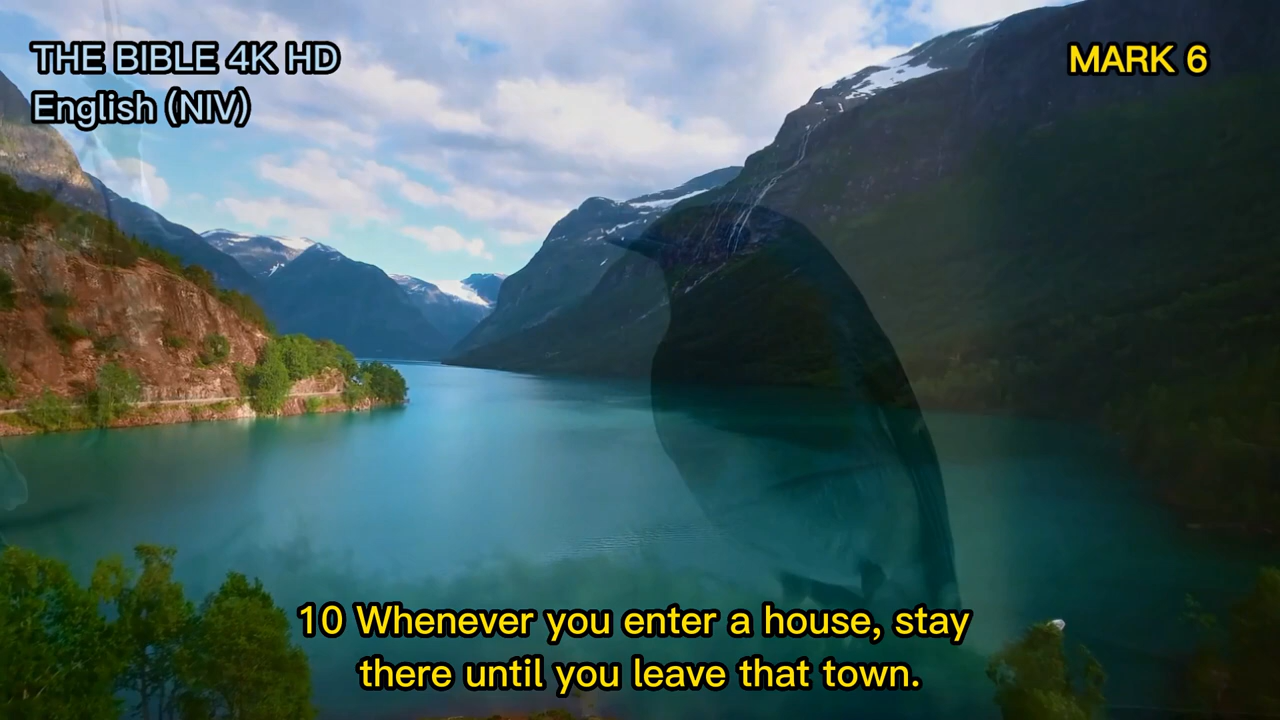 THE BIBLE 4K HD
English (NIV)
MARK 6
10 Whenever you enter a house, stay
there until you leave that town.